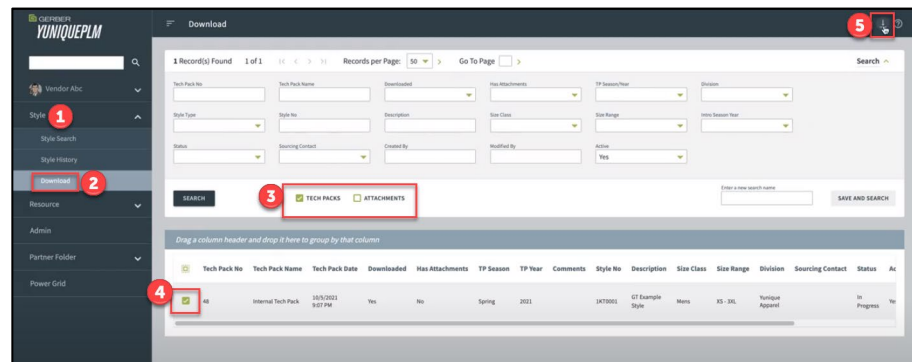 GERBER
YUNIQUEPLM
Download
5
1 Record(s) Found 1 of 1 Records per Page: 50 Go To Page Search
Vendor Abc
Tech Pack No Tech Pack Name Downloaded Has Attachments TP Season/Year Division
Style 1
Style Type Style No Description Size Class Size Range Intro Season Year
Style Search
Style History
Status Sourcing Contact Created By Modified By Active
Yes
Download 2
Enter a new search name
SEARCH 3 TECH PACKS ATTACHMENTS SAVE AND SEARCH
Resource
Admin
Drag a column header and drop it here to group by that column
Partner Folder
Tech Pack No Tech Pack Name Tech Pack Date Downloaded Has Attachments TP Season TP Year Comments Style No Description Size Class Size Range Division Sourcing Contact Status Ac
Power Grid
4
48 Internal Tech Pack 10/5/2021 9:07 PM Yes No Spring 2021 1KT0001 GT Example Style Mens XS - 3XL Yunique Apparel In Progress Yes